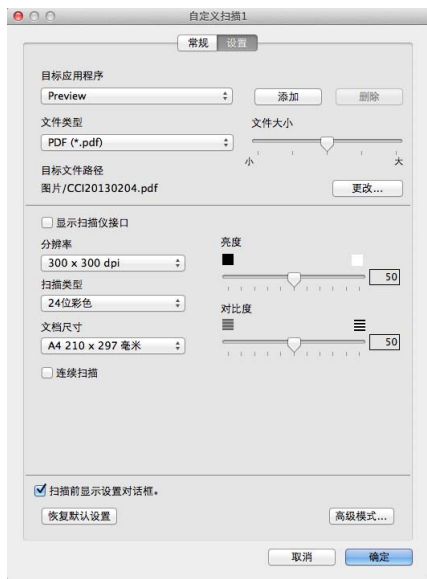 自定义扫描1
常规 设置
目标应用程序
Preview 添加 删除
文件类型 文件大小
PDF (*.pdf)
小 大
目标文件路径
图片/CCI20130204.pdf 更改...
显示扫描仪接口
分辨率 亮度
300 x 300 dpi
50
扫描类型
24位彩色
对比度
文档尺寸
A4 210 x 297 毫米 50
连续扫描
扫描前显示设置对话框。
恢复默认设置 高级模式...
取消 确定